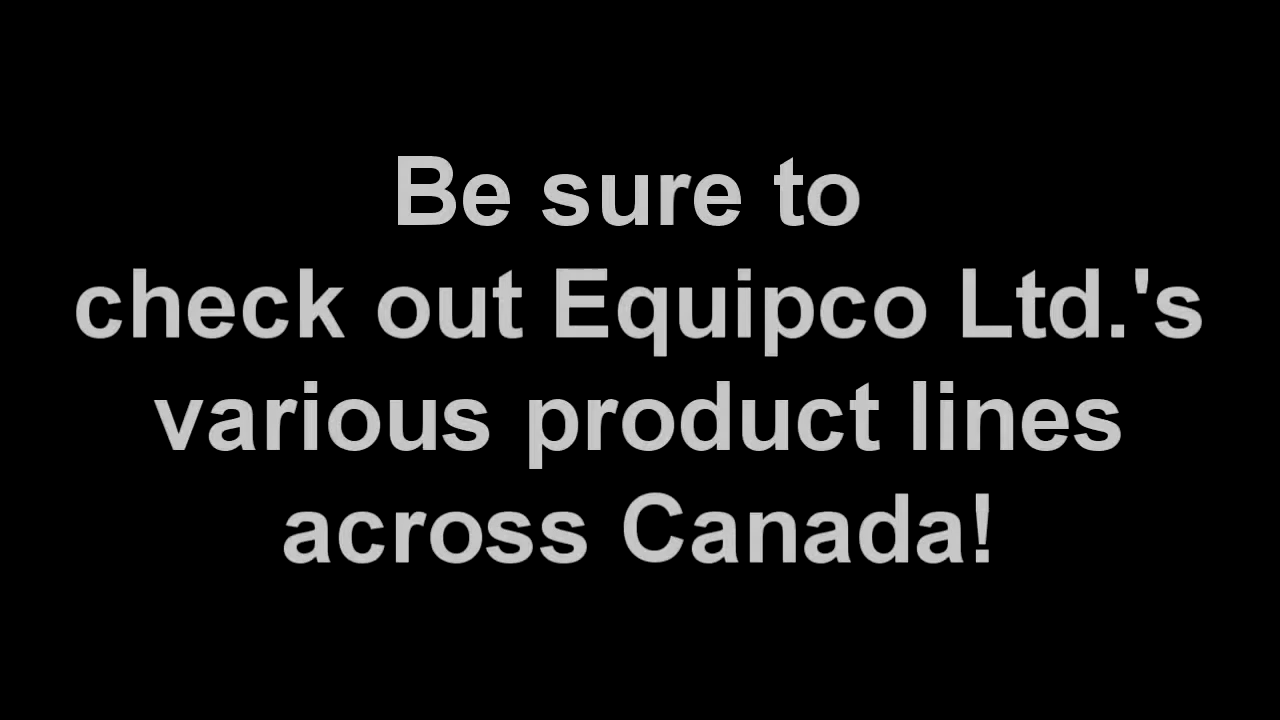 Be sure to
check out Equipco Ltd.'s
various product lines
across Canada!